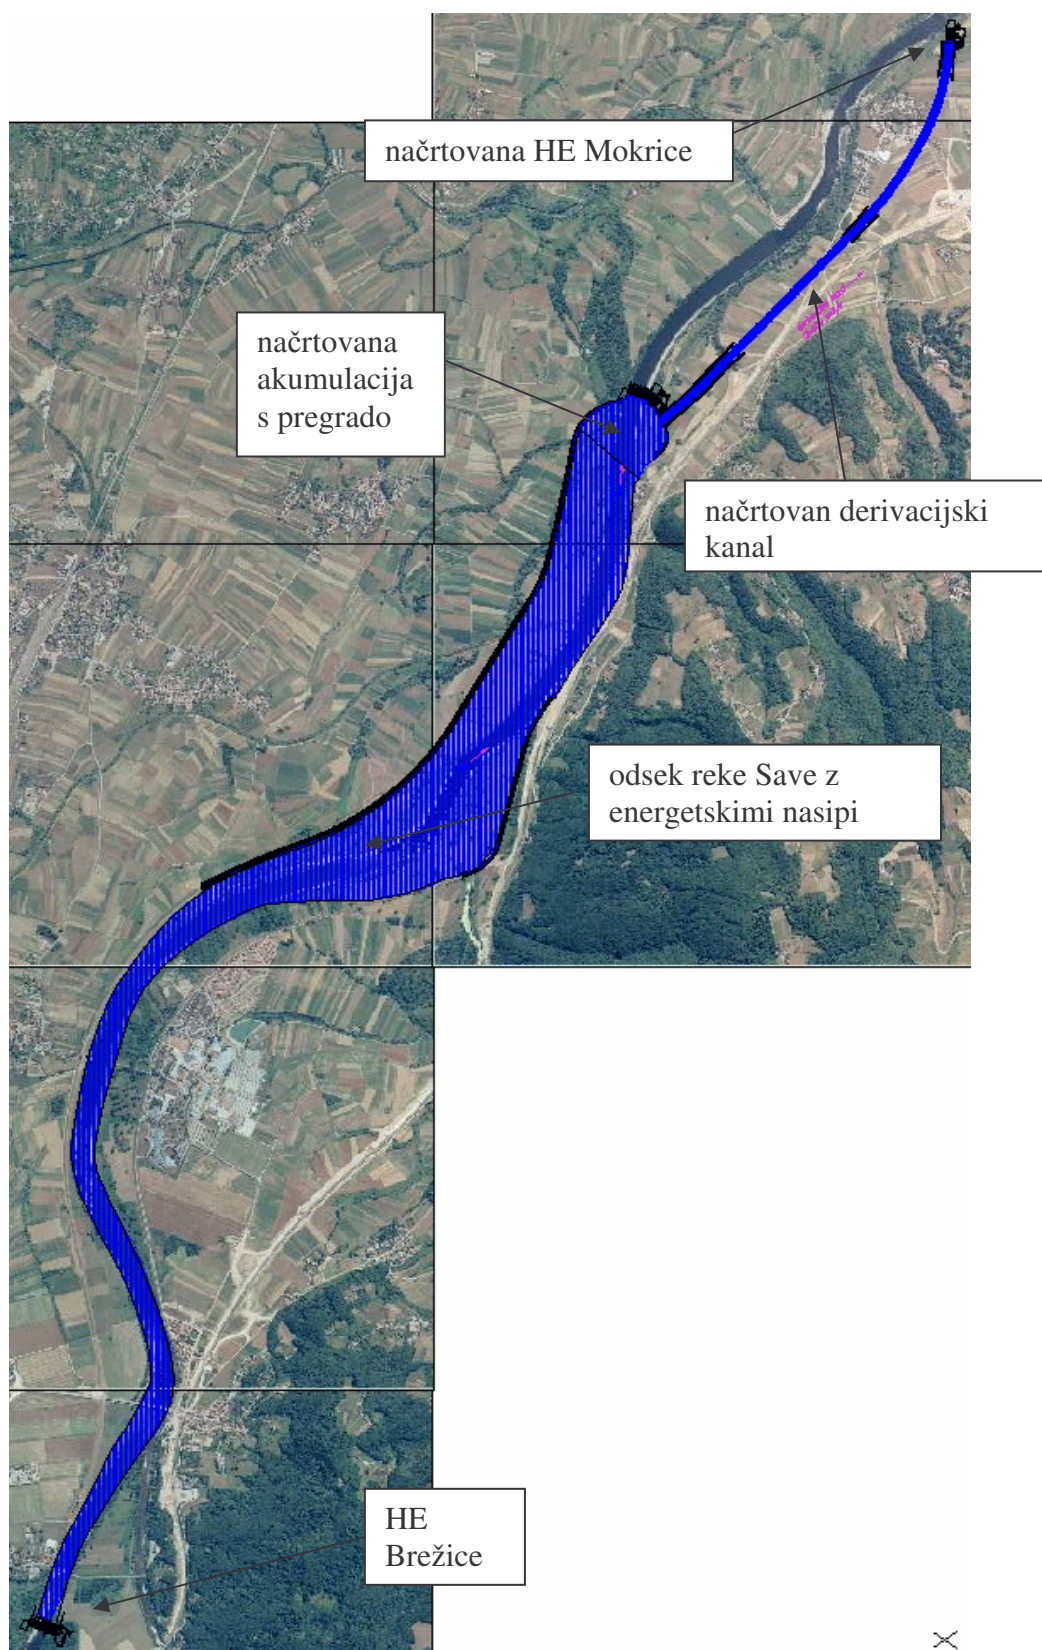 načrtovana HE Mokrice
načrtovana
akumulacija
s pregrado
načrtovan derivacijski
kanal
odsek reke Save z
energetskimi nasipi
HE
Brežice